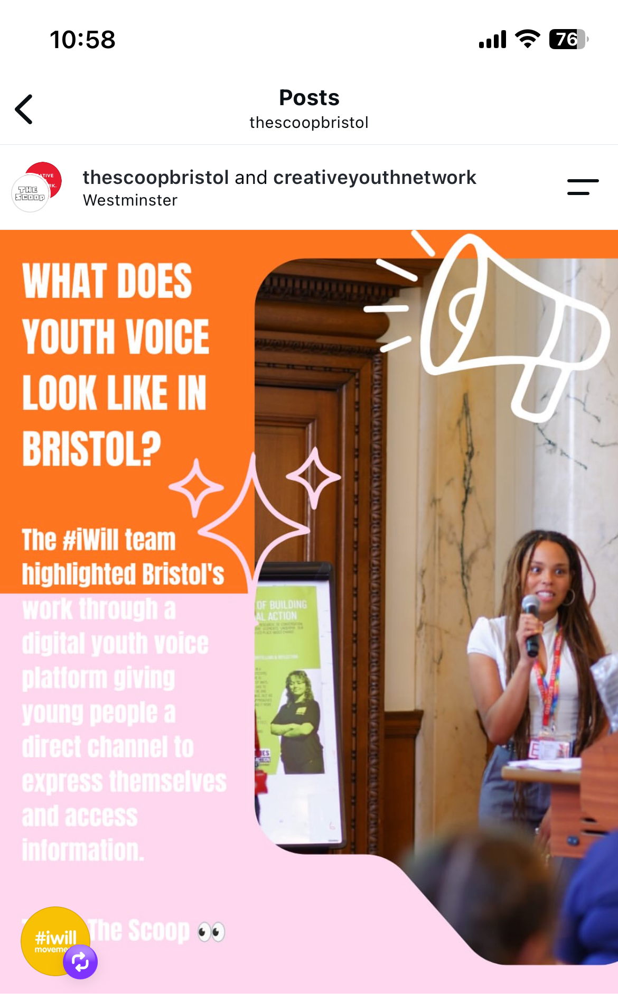 10:58
76
Posts
thescoopbristol
ATIVE
RK.
THE
SCOOP
thescoopbristol and creativeyouthnetwork
Westminster
WHAT DOES
YOUTH VOICE
LOOK LIKE IN
BRISTOL?
The #iWill team
highlighted Bristol's
work through a
digital youth voice
platform giving
young people a
direct channel to
express themselves
and access
information.
The Scoop 👀
#iwill
moveme
OF BUILDING
AL ACTION